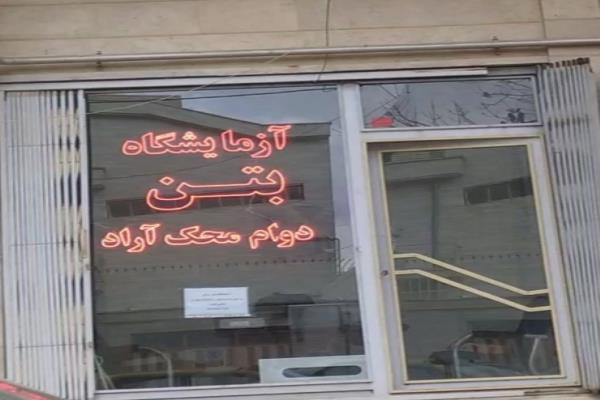 آزمایشگاه
بتن
دوام محک آراد